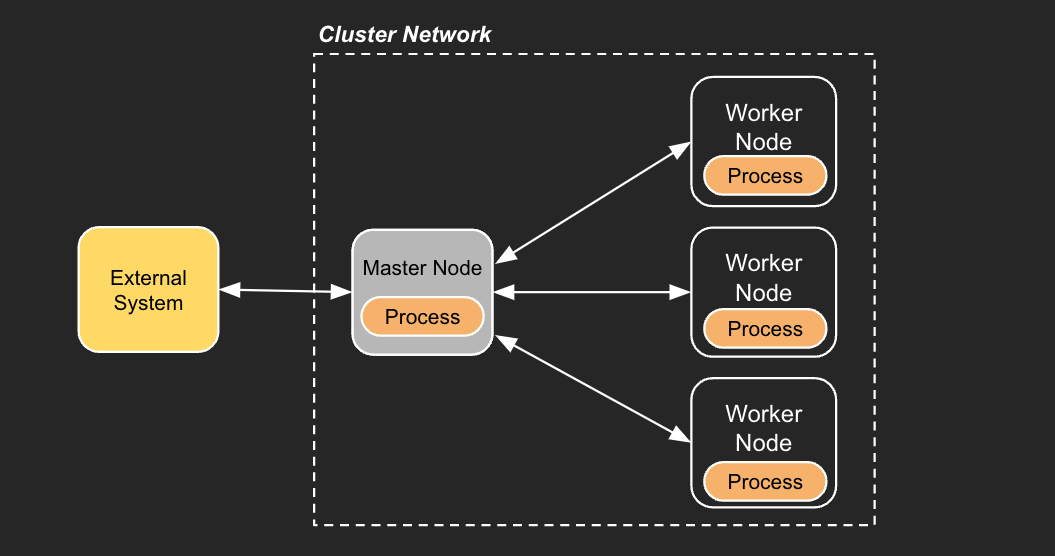 Cluster Network
External
System
Master Node
Process
Worker
Node
Process
Worker
Node
Process
Worker
Node
Process